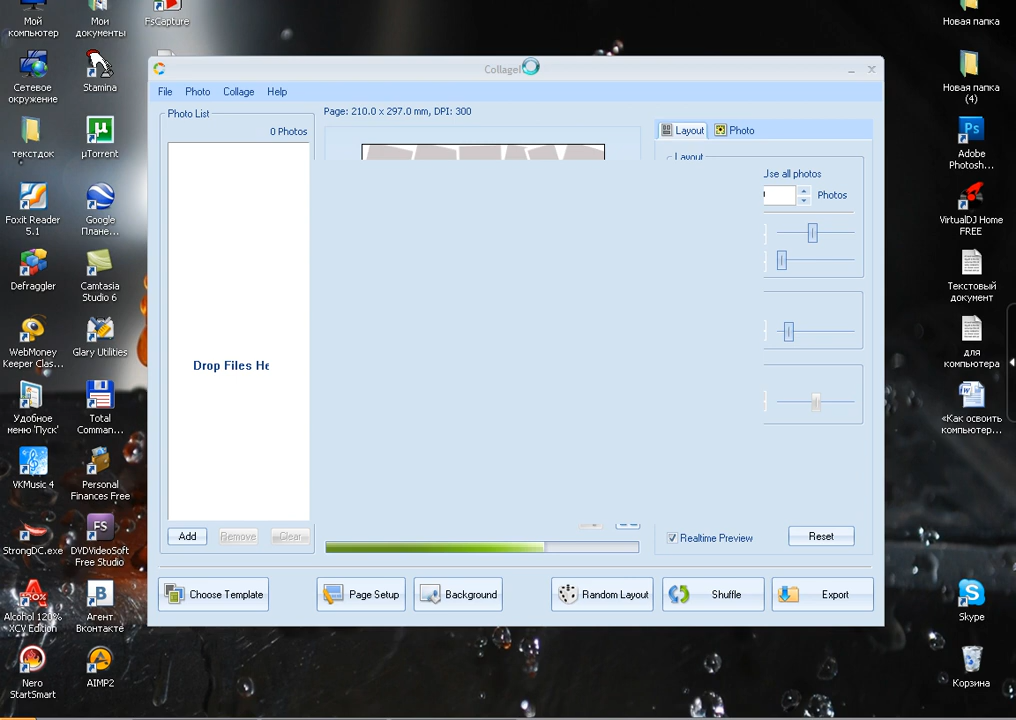 Мой
компьютер
Мои
документы
FsCapture
Сетевое
окружение
Stamina
текстдок
µTorrent
Foxit Reader
5.1
Google
Плане...
Defraggler
Camtasia
Studio 6
WebMoney
Keeper Clas...
Glary Utilities
Удобное
меню 'Пуск'
Total
Comman...
VKMusic 4
Personal
Finances Free
StrongDC.exe
DVDVideoSoft
Free Studio
Alcohol 120%
XCV Edition
Агент
Вконтакте
Nero
StartSmart
AIMP2
CollageI
File Photo Collage Help
Photo List
0 Photos
Drop Files He
Add Remove Clear
Page: 210.0 x 297.0 mm, DPI: 300
Layout Photo
Layout
Use all photos
Photos
Realtime Preview
Reset
Choose Template
Page Setup
Background
Random Layout
Shuffle
Export
Новая папка
Новая папка
(4)
Ps
Adobe
Photosh...
VirtualDJ Home
FREE
Текстовый
документ
для
компьютера
«Как освоить
компьютер...
Skype
Корзина